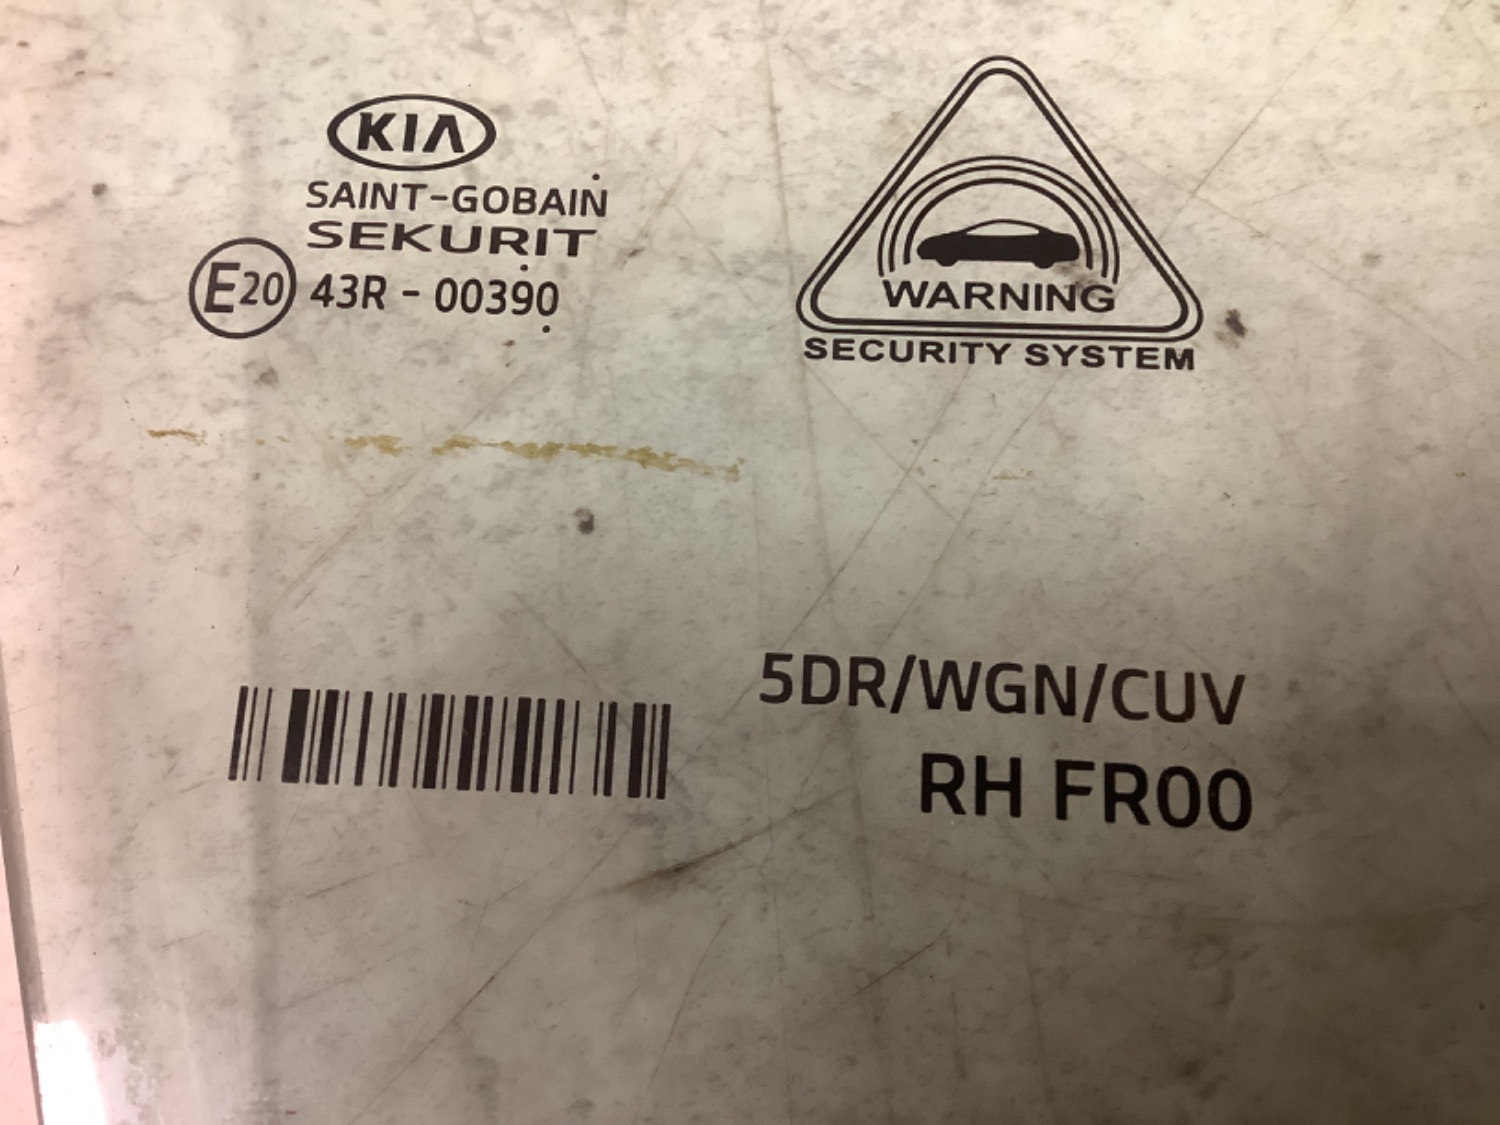 KIA
SAINT-GOBAIN
SEKURIT
E20 43R - 00390
WARNING
SECURITY SYSTEM
5DR/WGN/CUV
RH FR00